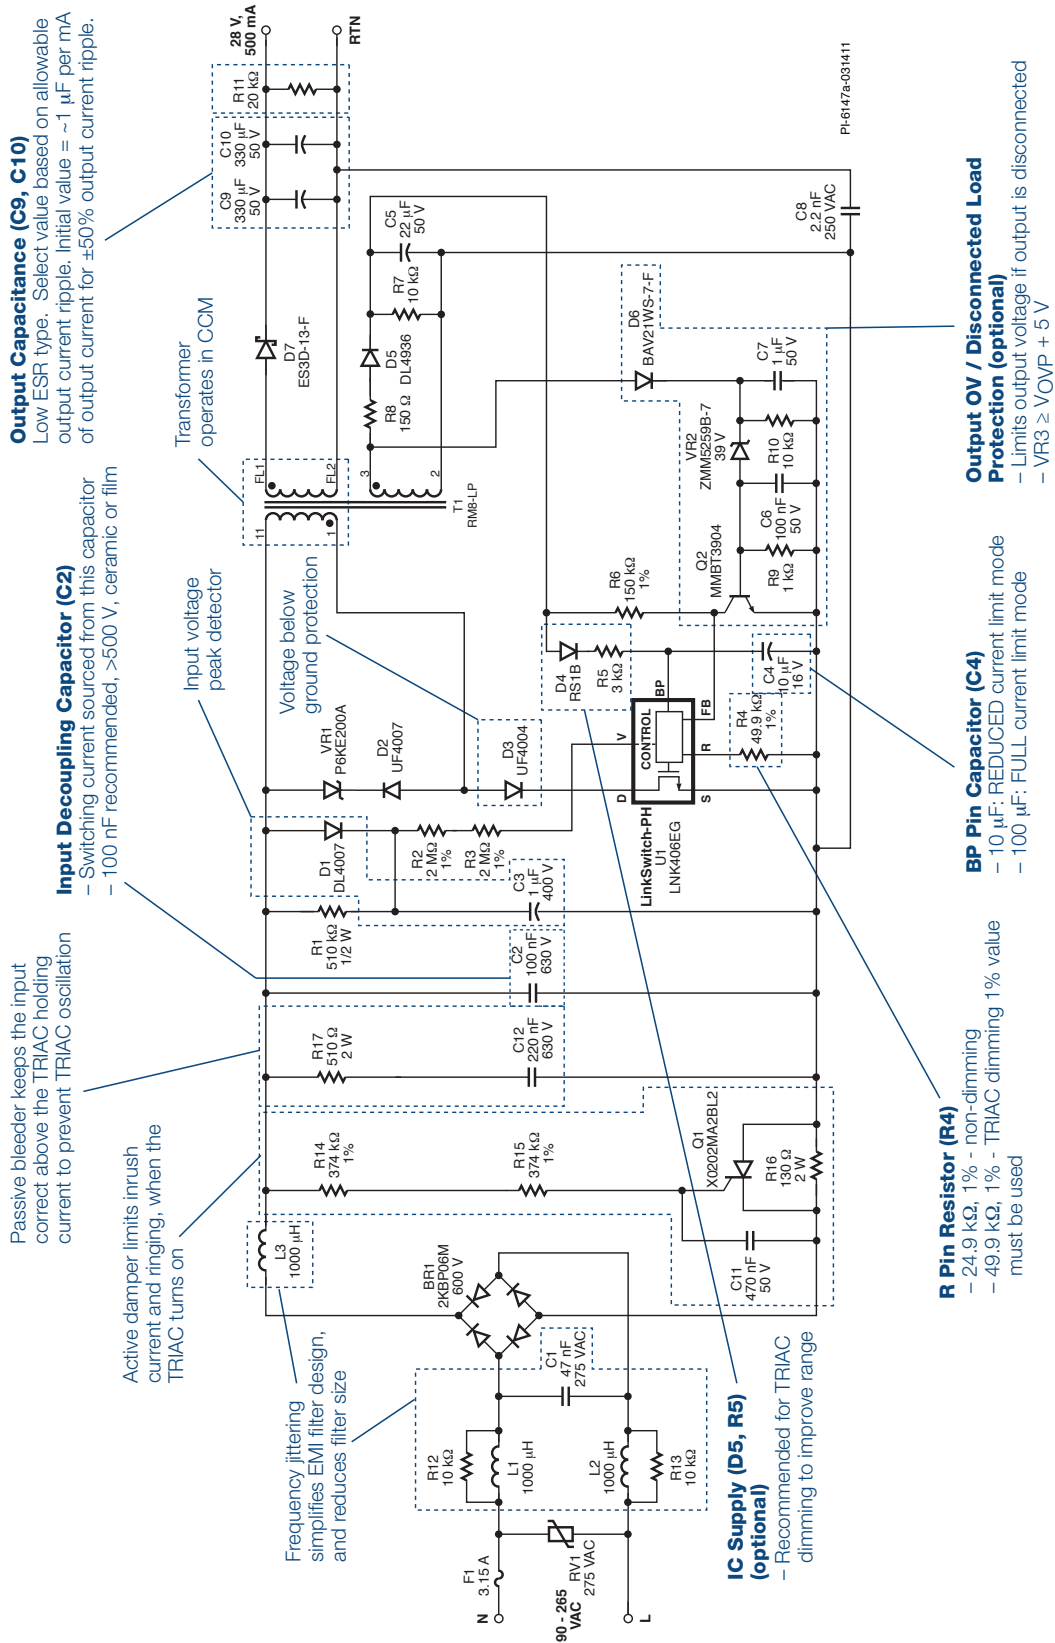 Passive bleeder keeps the input
correct above the TRIAC holding
current to prevent TRIAC oscillation
Active damper limits inrush
current and ringing, when the
TRIAC turns on
Frequency jittering
simplifies EMI filter design,
and reduces filter size
Input Decoupling Capacitor (C2)
– Switching current sourced from this capacitor
– 100 nF recommended, >500 V, ceramic or film
Input voltage
peak detector
Voltage below
ground protection
Transformer
operates in CCM
Output Capacitance (C9, C10)
Low ESR type. Select value based on allowable
output current ripple. Initial value = ~1 µF per mA
of output current for ±50% output current ripple.
N
F1
3.15 A
90 - 265
VAC
RV1
275 VAC
L
R12
10 kΩ
L1
1000 µH
L2
1000 µH
R13
10 kΩ
C1
47 nF
275 VAC
BR1
2KBP06M
600 V
L3
1000 µH
R14
374 kΩ
1%
R15
374 kΩ
1%
C11
470 nF
50 V
Q1
X0202MA2BL2
R16
130 Ω
2 W
R17
510 Ω
2 W
C12
220 nF
630 V
C2
100 nF
630 V
R1
510 kΩ
1/2 W
D1
DL4007
R2
2 MΩ
1%
R3
2 MΩ
1%
C3
1 µF
400 V
VR1
P6KE200A
D2
UF4007
D3
UF4004
LinkSwitch-PH
U1
LNK406EG
D
S
CONTROL
V
BP
R
FB
R4
49.9 kΩ
1%
D4
RS1B
R5
3 kΩ
C4
10 µF
16 V
R6
150 kΩ
1%
Q2
MMBT3904
R9
1 kΩ
C6
100 nF
50 V
VR2
ZMM5259B-7
39 V
R10
10 kΩ
C7
1 µF
50 V
D6
BAV21WS-7-F
11
1
FL1
FL2
3
2
T1
RM8-LP
R8
150 Ω
D5
DL4936
R7
10 kΩ
C5
22 µF
50 V
D7
ES3D-13-F
C9
330 µF
50 V
C10
330 µF
50 V
R11
20 kΩ
28 V,
500 mA
RTN
C8
2.2 nF
250 VAC
PI-6147a-031411
IC Supply (D5, R5)
(optional)
– Recommended for TRIAC
dimming to improve range
R Pin Resistor (R4)
– 24.9 kΩ, 1% - non-dimming
– 49.9 kΩ, 1% - TRIAC dimming 1% value
must be used
BP Pin Capacitor (C4)
– 10 µF: REDUCED current limit mode
– 100 µF: FULL current limit mode
Output OV / Disconnected Load
Protection (optional)
– Limits output voltage if output is disconnected
– VR3 ≥ VOVP + 5 V